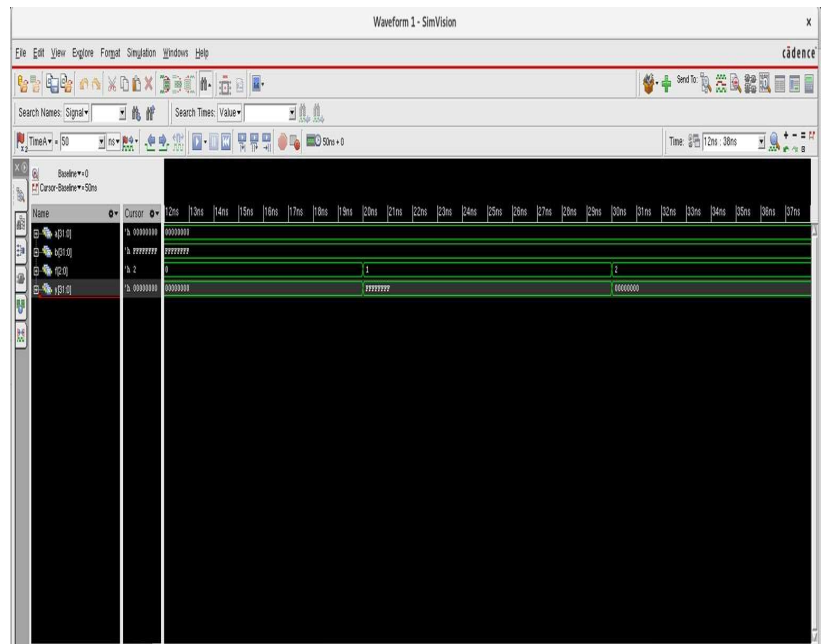 Waveform 1 - SimVision x
File Edit View Explore Format Simulation Windows Help cādence
Send To:
Search Names: Signal Search Times: Value
TimeA = 50 ns 50ns + 0 Time: 12ns : 38ns
Baseline = 0
Cursor-Baseline = 50ns
Name Cursor 12ns 13ns 14ns 15ns 16ns 17ns 18ns 19ns 20ns 21ns 22ns 23ns 24ns 25ns 26ns 27ns 28ns 29ns 30ns 31ns 32ns 33ns 34ns 35ns 36ns 37ns
a[31:0] 'h 00000000 00000000
b[31:0] 'h FFFFFFFF FFFFFFFF
f[2:0] 'h 2 0 1 2
y[31:0] 'h 00000000 00000000 FFFFFFFF 00000000